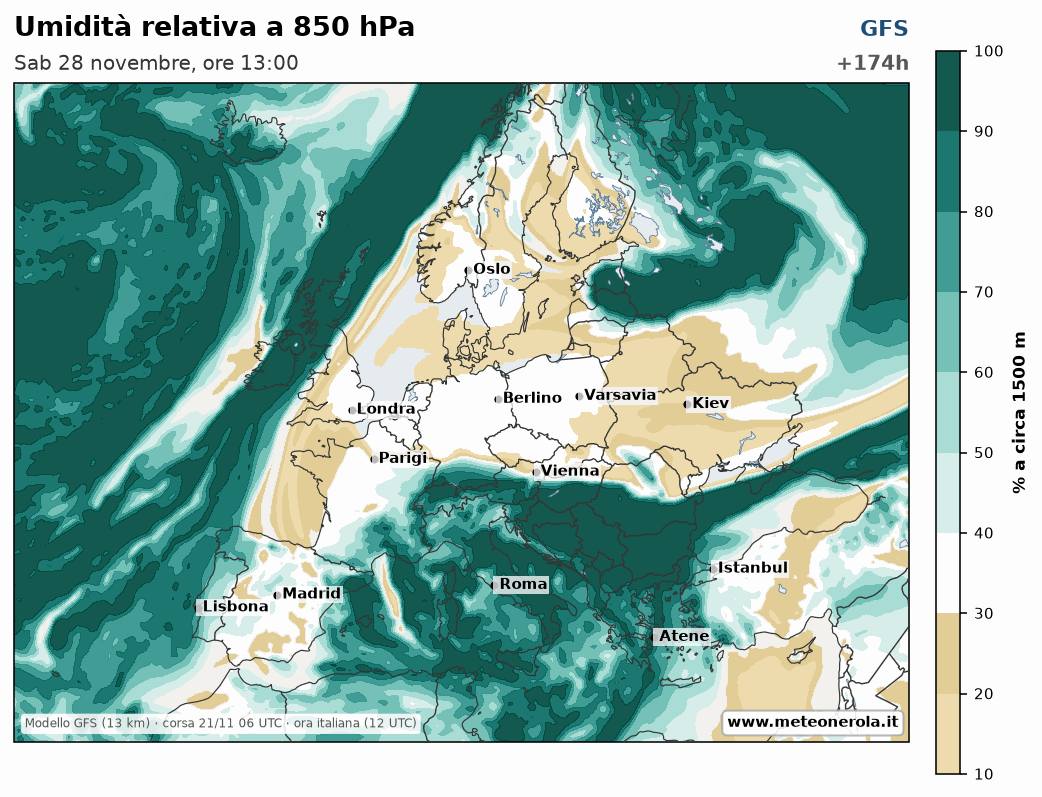 Umidità relativa a 850 hPa
GFS
Sab 28 novembre, ore 13:00
+174h
100
90
80
70
60
50
40
30
20
10
% a circa 1500 m
Oslo
Berlino
Varsavia
Kiev
Londra
Parigi
Vienna
Istanbul
Roma
Madrid
Lisbona
Atene
Modello GFS (13 km) · corsa 21/11 06 UTC · ora italiana (12 UTC)
www.meteonerola.it